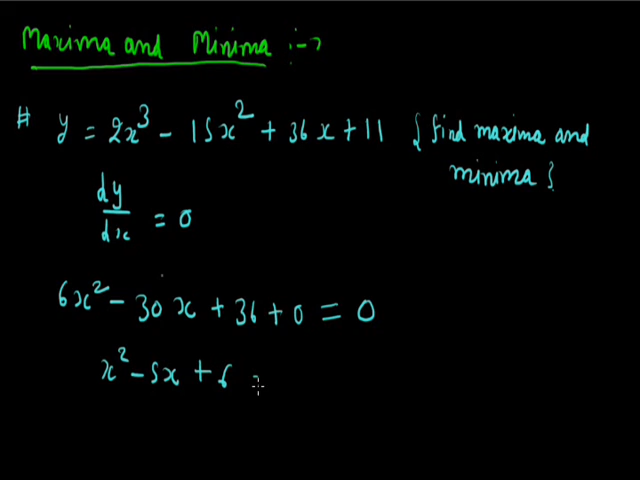 Maxima and Minima :->
# y = 2x³ - 15x² + 36x + 11 {find maxima and
minima}
dy/dx = 0
6x² - 30x + 36 + 0 = 0
x² - 5x + 6